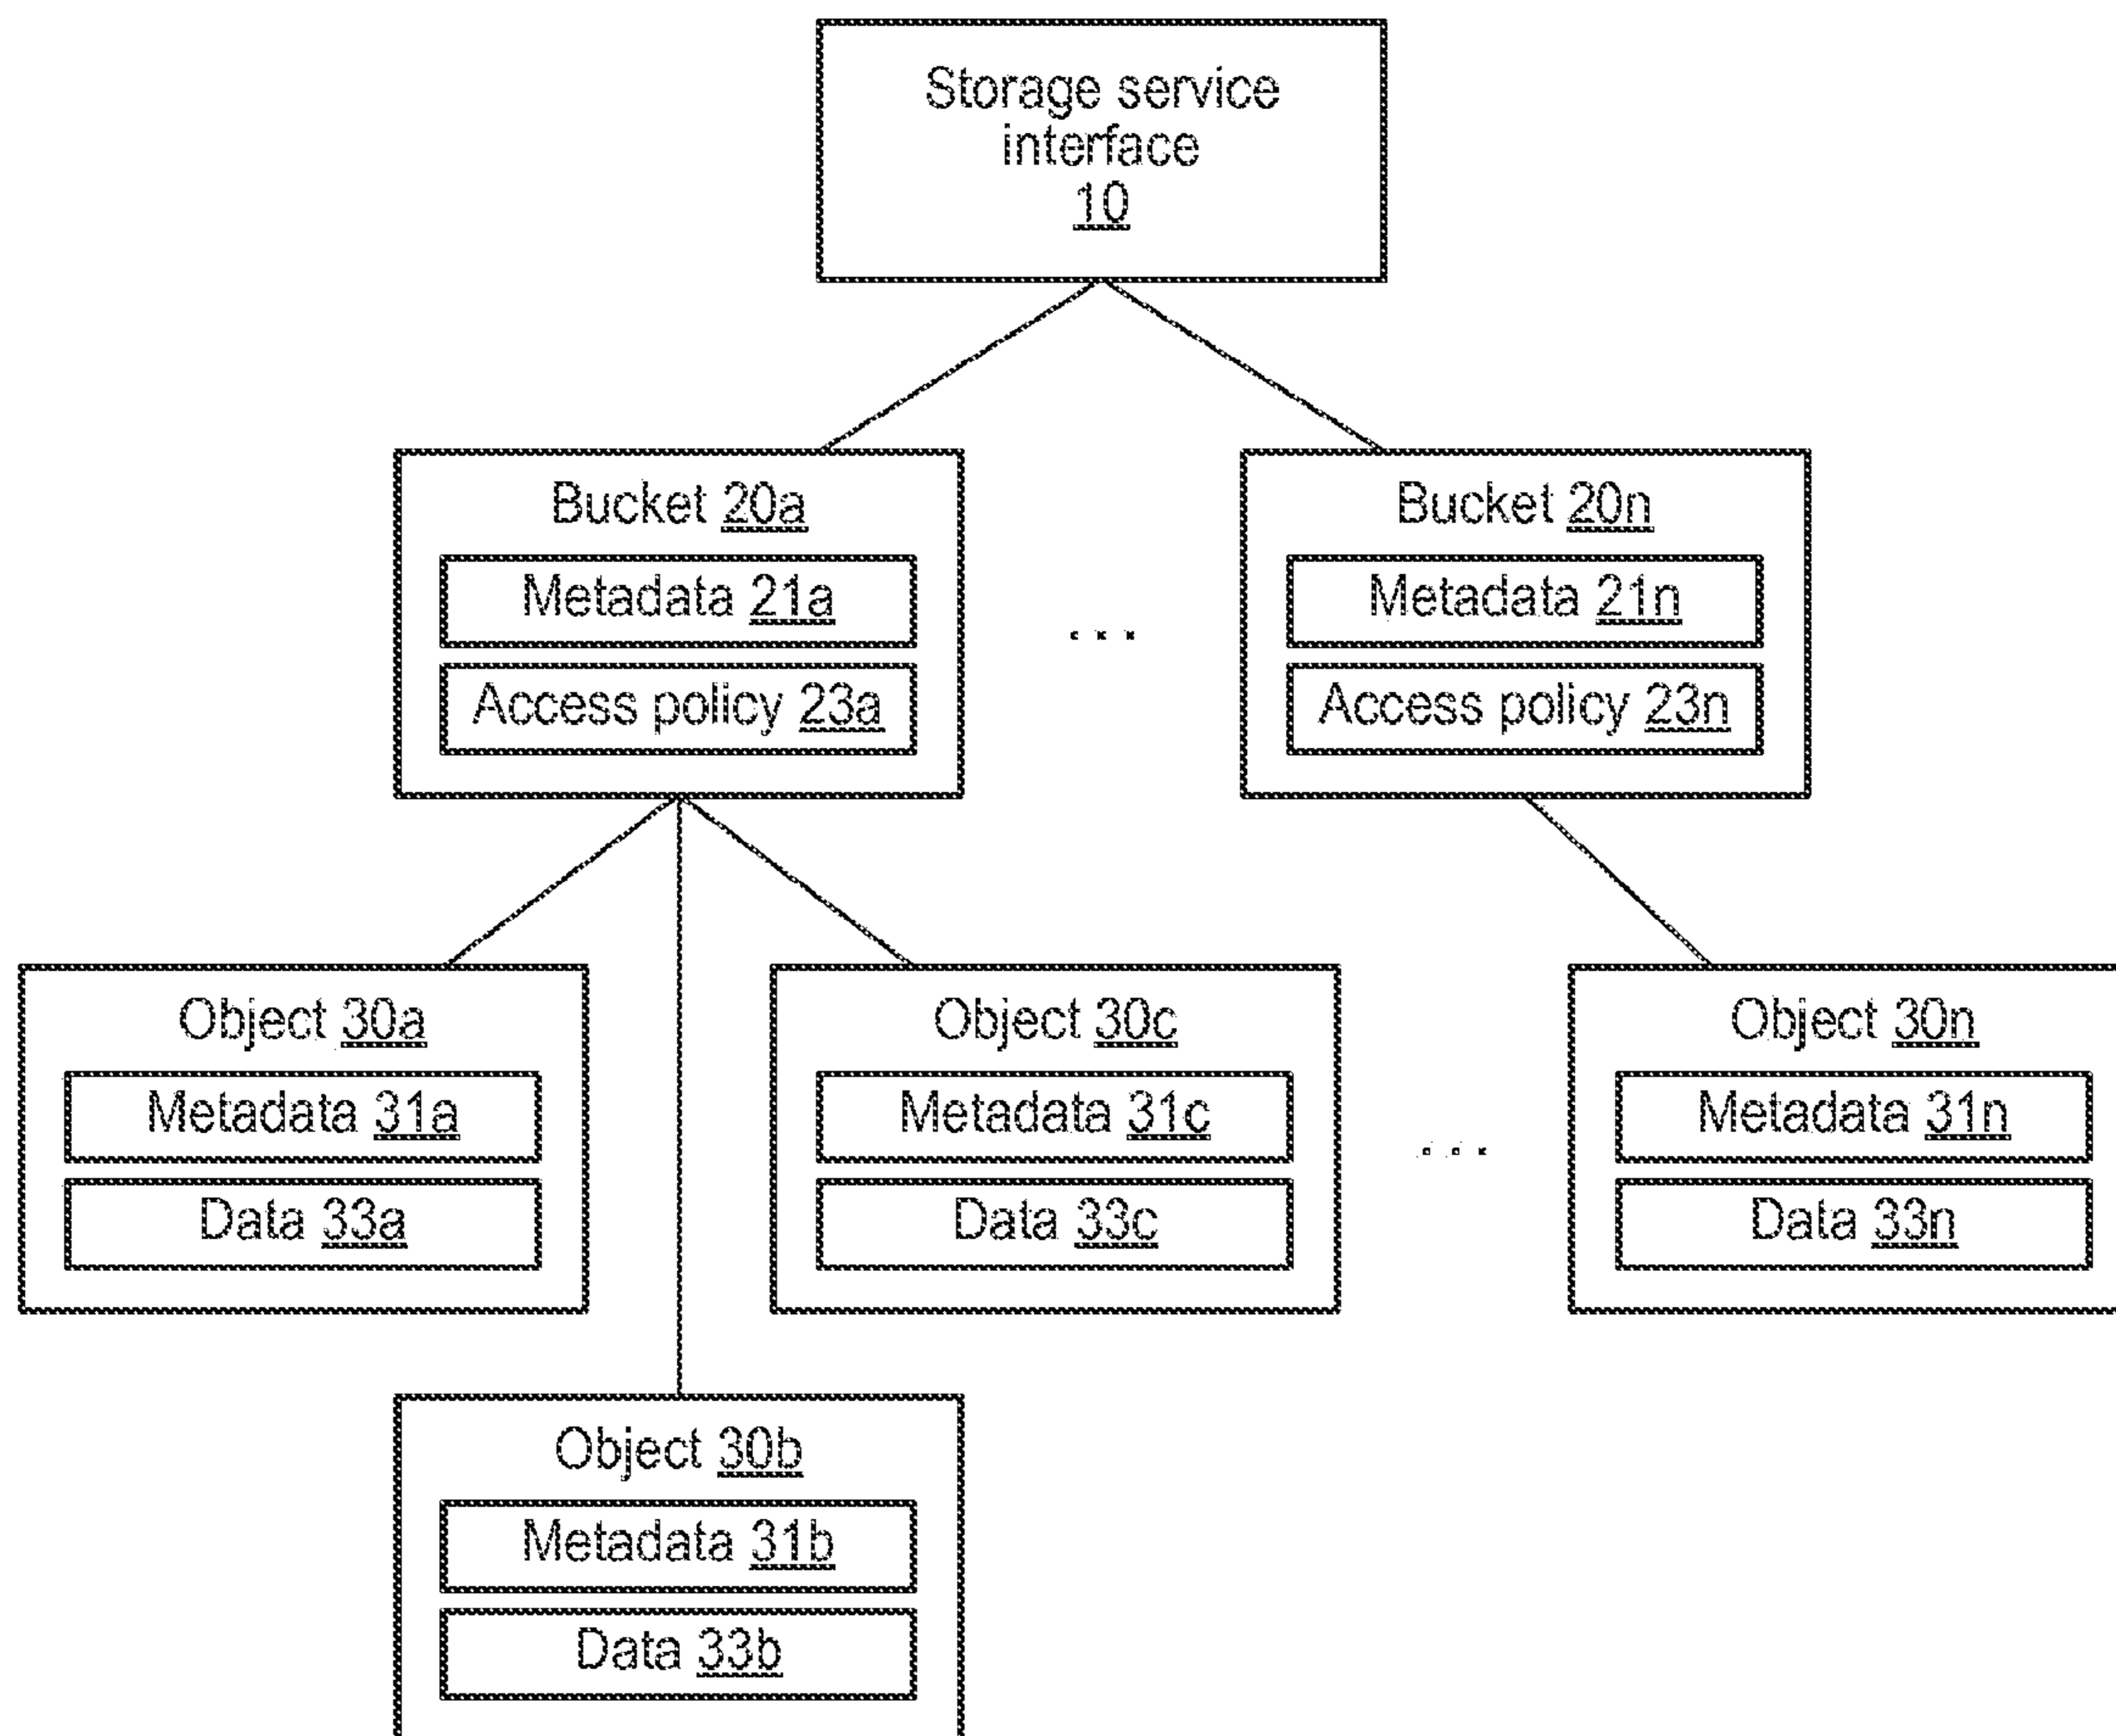 Storage service
interface
10
Bucket 20a
Metadata 21a
Access policy 23a
...
Bucket 20n
Metadata 21n
Access policy 23n
Object 30a
Metadata 31a
Data 33a
Object 30c
Metadata 31c
Data 33c
...
Object 30n
Metadata 31n
Data 33n
Object 30b
Metadata 31b
Data 33b